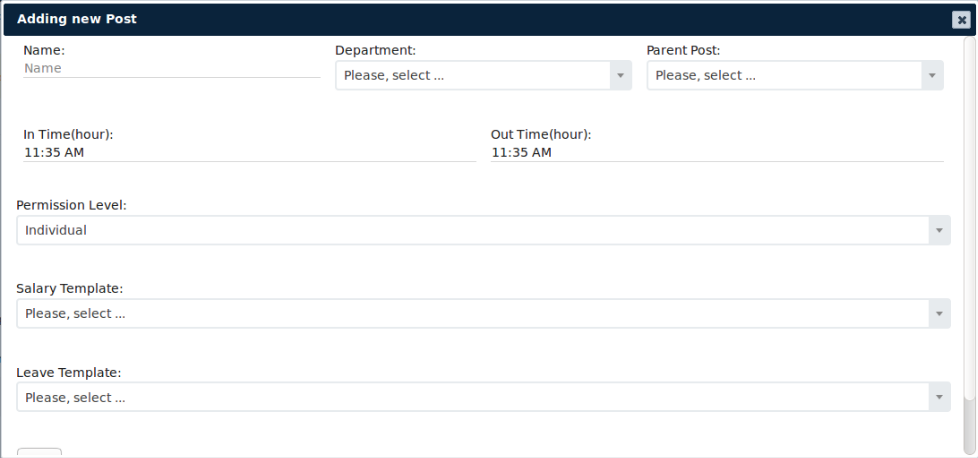 Adding new Post
Name: Department: Parent Post:
Name Please, select ... Please, select ...
In Time(hour): Out Time(hour):
11:35 AM 11:35 AM
Permission Level:
Individual
Salary Template:
Please, select ...
Leave Template:
Please, select ...